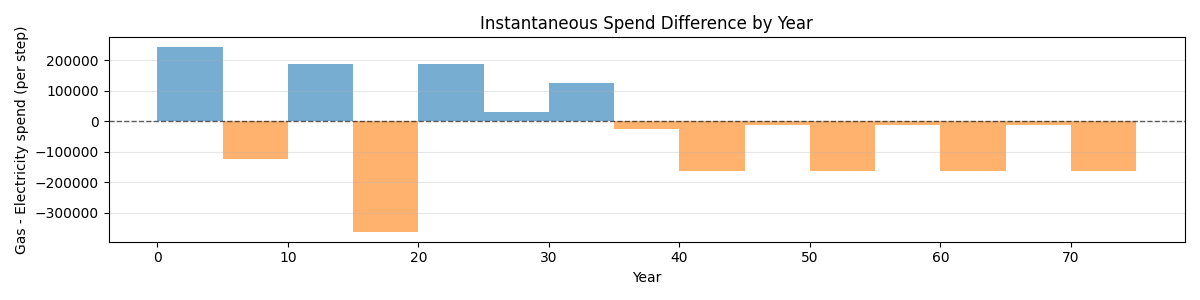 Instantaneous Spend Difference by Year
Gas - Electricity spend (per step)
200000
100000
0
−100000
−200000
−300000
0 10 20 30 40 50 60 70
Year